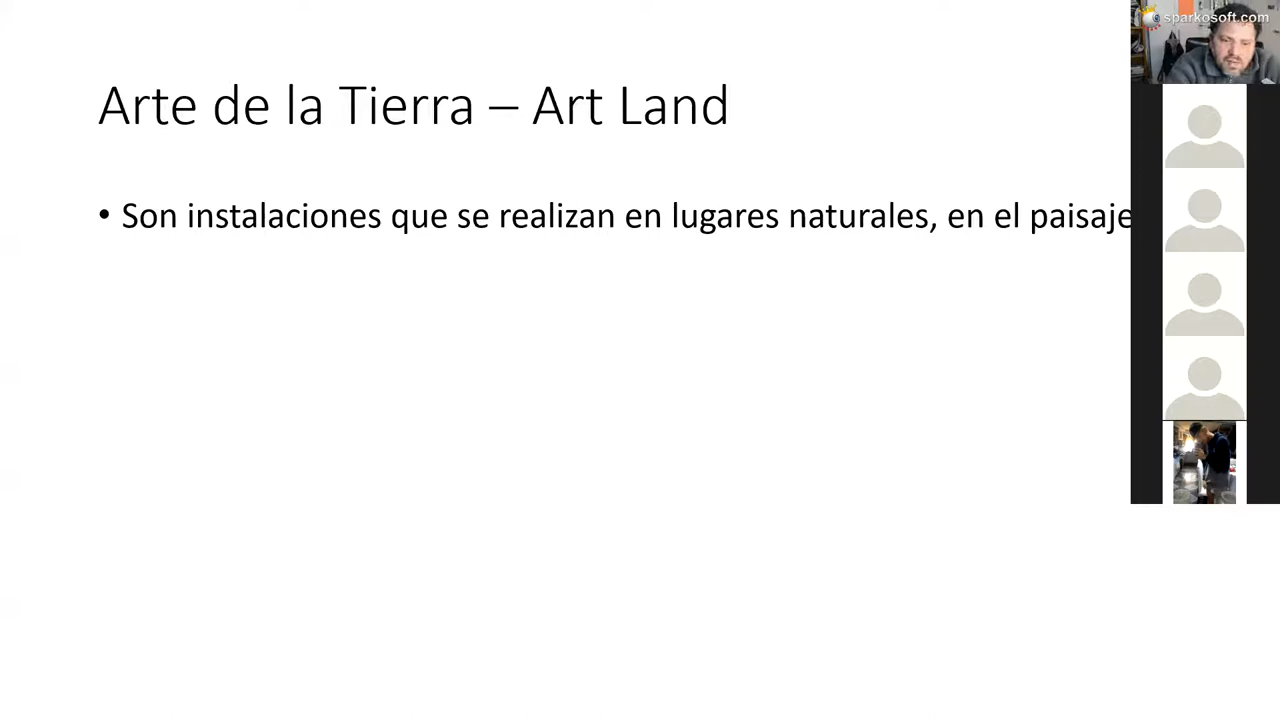 sparkosoft.com
Arte de la Tierra – Art Land
• Son instalaciones que se realizan en lugares naturales, en el paisaje